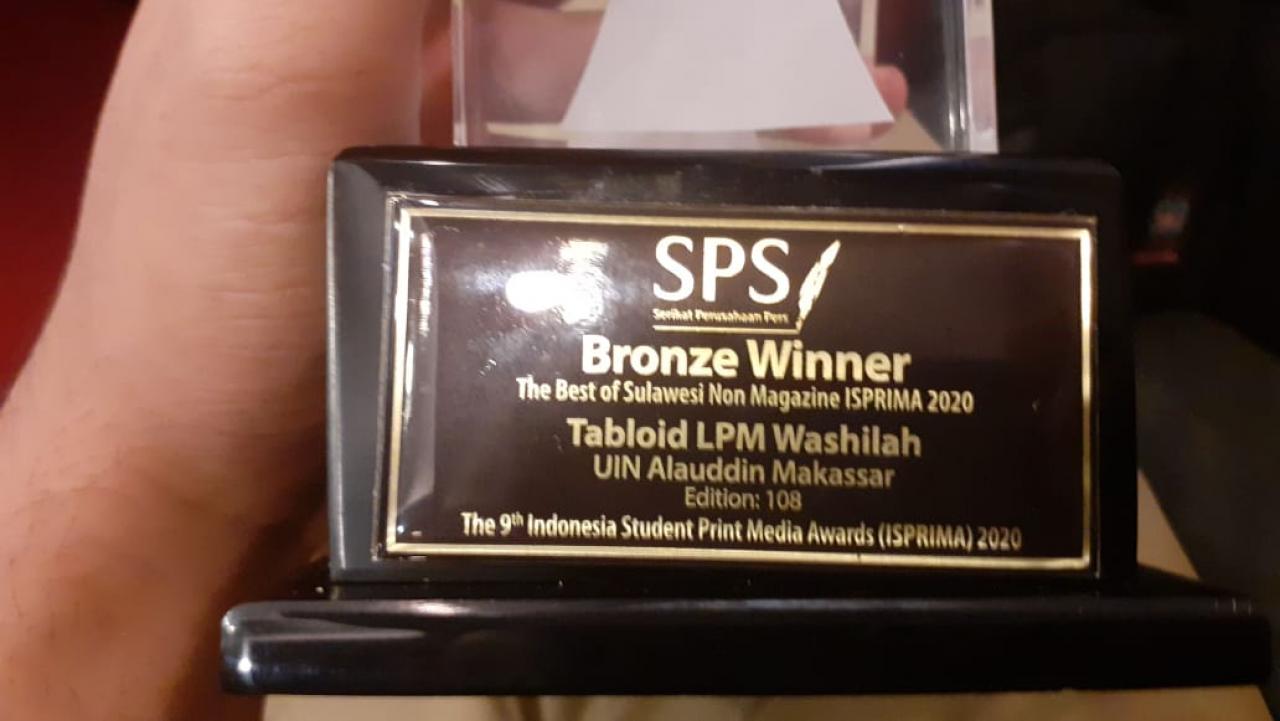 SPS
Serikat Perusahaan Pers
Bronze Winner
The Best of Sulawesi Non Magazine ISPRIMA 2020
Tabloid LPM Washilah
UIN Alauddin Makassar
Edition: 108
The 9th Indonesia Student Print Media Awards (ISPRIMA) 2020